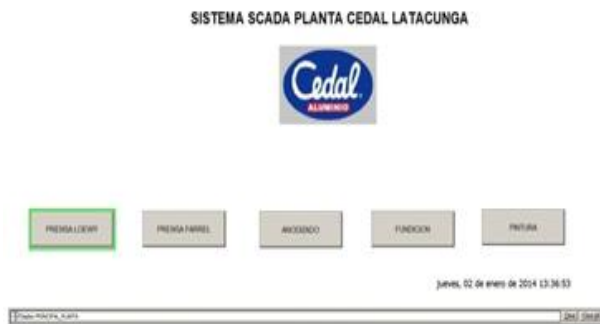 SISTEMA SCADA PLANTA CEDAL LATACUNGA
Cedal
ALUMINIO
PRENSA LOEWY
PRENSA FARREL
ANODIZADO
FUNDICION
PINTURA
jueves, 02 de enero de 2014 13:36:53